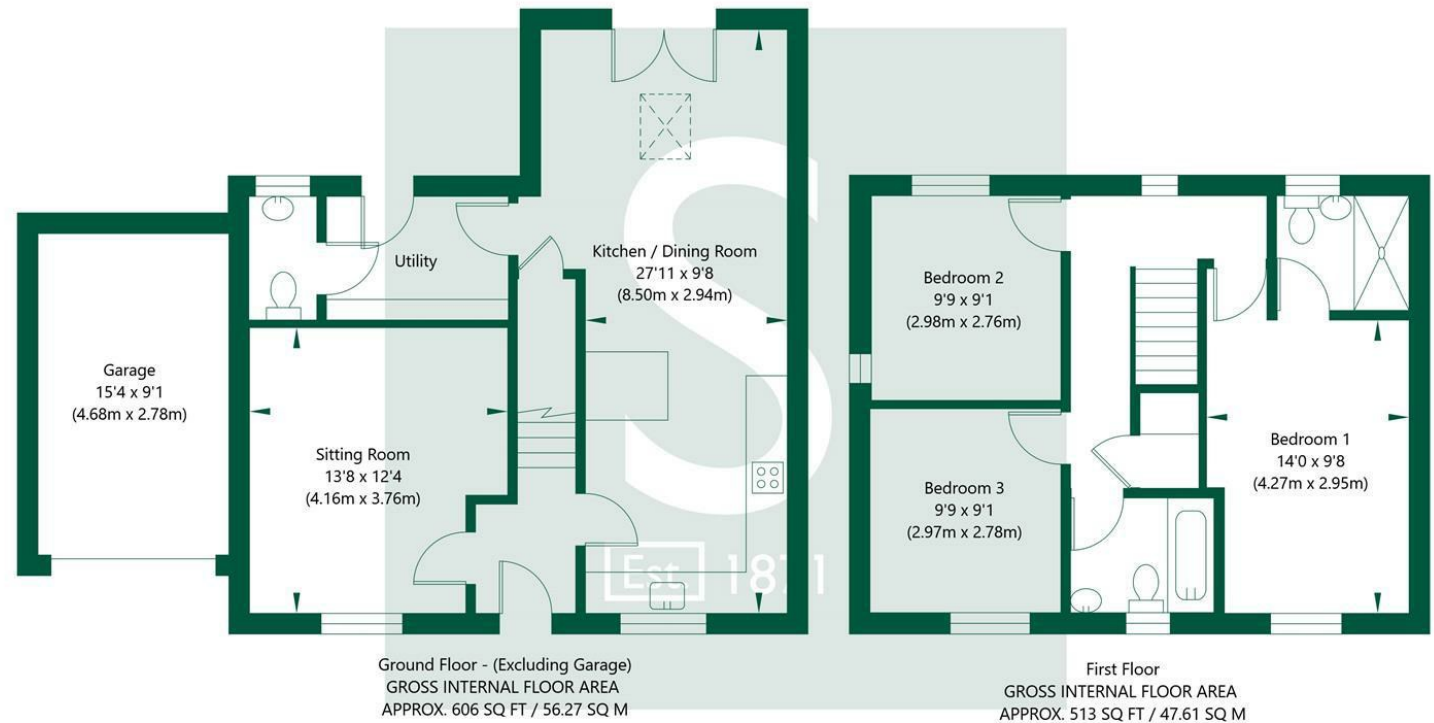 Utility
Kitchen / Dining Room
27'11 x 9'8
(8.50m x 2.94m)
Garage
15'4 x 9'1
(4.68m x 2.78m)
Sitting Room
13'8 x 12'4
(4.16m x 3.76m)
S
Est. 1871
Ground Floor - (Excluding Garage)
GROSS INTERNAL FLOOR AREA
APPROX. 606 SQ FT / 56.27 SQ M
Bedroom 2
9'9 x 9'1
(2.98m x 2.76m)
Bedroom 3
9'9 x 9'1
(2.97m x 2.78m)
Bedroom 1
14'0 x 9'8
(4.27m x 2.95m)
First Floor
GROSS INTERNAL FLOOR AREA
APPROX. 513 SQ FT / 47.61 SQ M